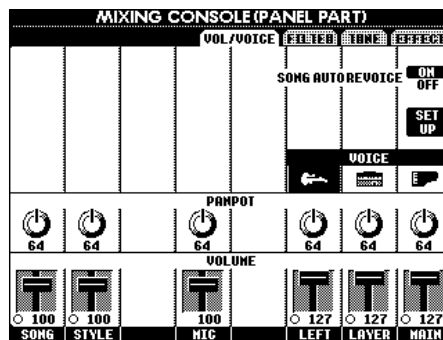 MIXING CONSOLE(PANEL PART)
VOL/VOICE FILTER TUNE EFFECT
SONG AUTO REVOICE ON
OFF
SET
UP
VOICE
PANPOT
64 64 64 64 64 64
VOLUME
100 100 100 127 127 127
SONG STYLE MIC LEFT LAYER MAIN